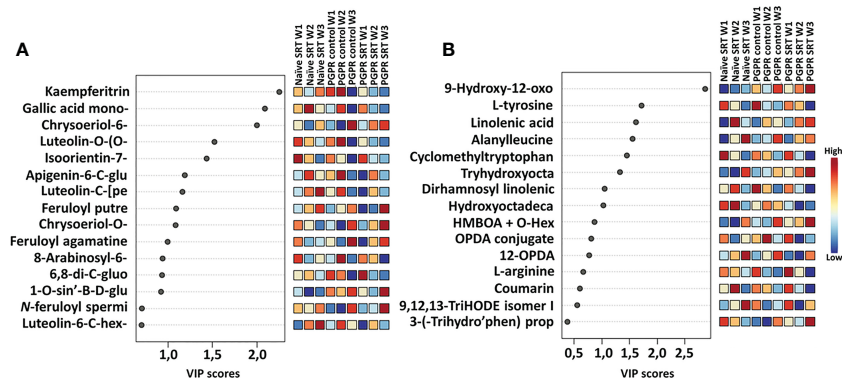 A
Naïve SRT W1
Naïve SRT W2
Naïve SRT W3
PGPR control W1
PGPR control W2
PGPR control W3
PGPR SRT W1
PGPR SRT W2
PGPR SRT W3
Kaempferitrin
Gallic acid mono-
Chrysoeriol-6-
Luteolin-O-(O-
Isoorientin-7-
Apigenin-6-C-glu
Luteolin-C-[pe
Feruloyl putre
Chrysoeriol-O-
Feruloyl agamatine
8-Arabinosyl-6-
6,8-di-C-gluo
1-O-sin’-B-D-glu
N-feruloyl spermi
Luteolin-6-C-hex-
1,0 1,5 2,0
VIP scores
B
Naïve SRT W1
Naïve SRT W2
Naïve SRT W3
PGPR control W1
PGPR control W2
PGPR control W3
PGPR SRT W1
PGPR SRT W2
PGPR SRT W3
9-Hydroxy-12-oxo
L-tyrosine
Linolenic acid
Alanylleucine
Cyclomethyltryptophan
Tryhydroxyocta
Dirhamnosyl linolenic
Hydroxyoctadeca
HMBOA + O-Hex
OPDA conjugate
12-OPDA
L-arginine
Coumarin
9,12,13-TriHODE isomer I
3-(-Trihydro’phen) prop
0,5 1,0 1,5 2,0 2,5
VIP scores
High
Low